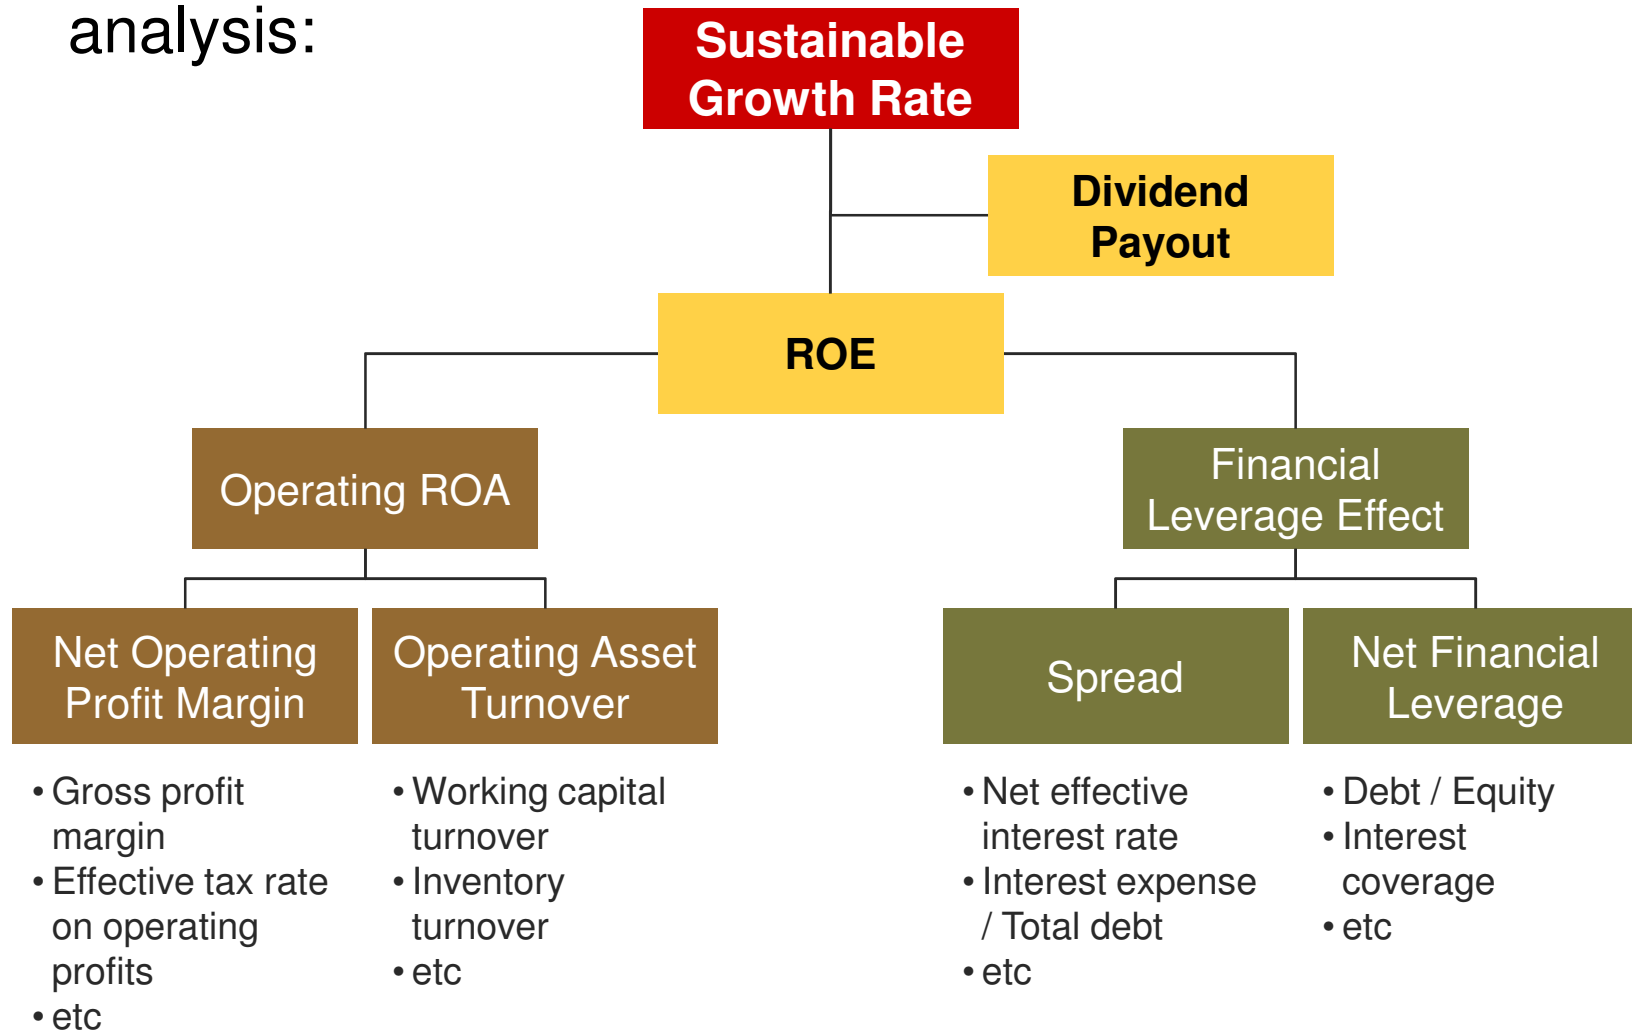 analysis:
Sustainable
Growth Rate
Dividend
Payout
ROE
Operating ROA
Financial
Leverage Effect
Net Operating
Profit Margin
Operating Asset
Turnover
Spread
Net Financial
Leverage
• Gross profit
margin
• Effective tax rate
on operating
profits
• etc
• Working capital
turnover
• Inventory
turnover
• etc
• Net effective
interest rate
• Interest expense
/ Total debt
• etc
• Debt / Equity
• Interest
coverage
• etc